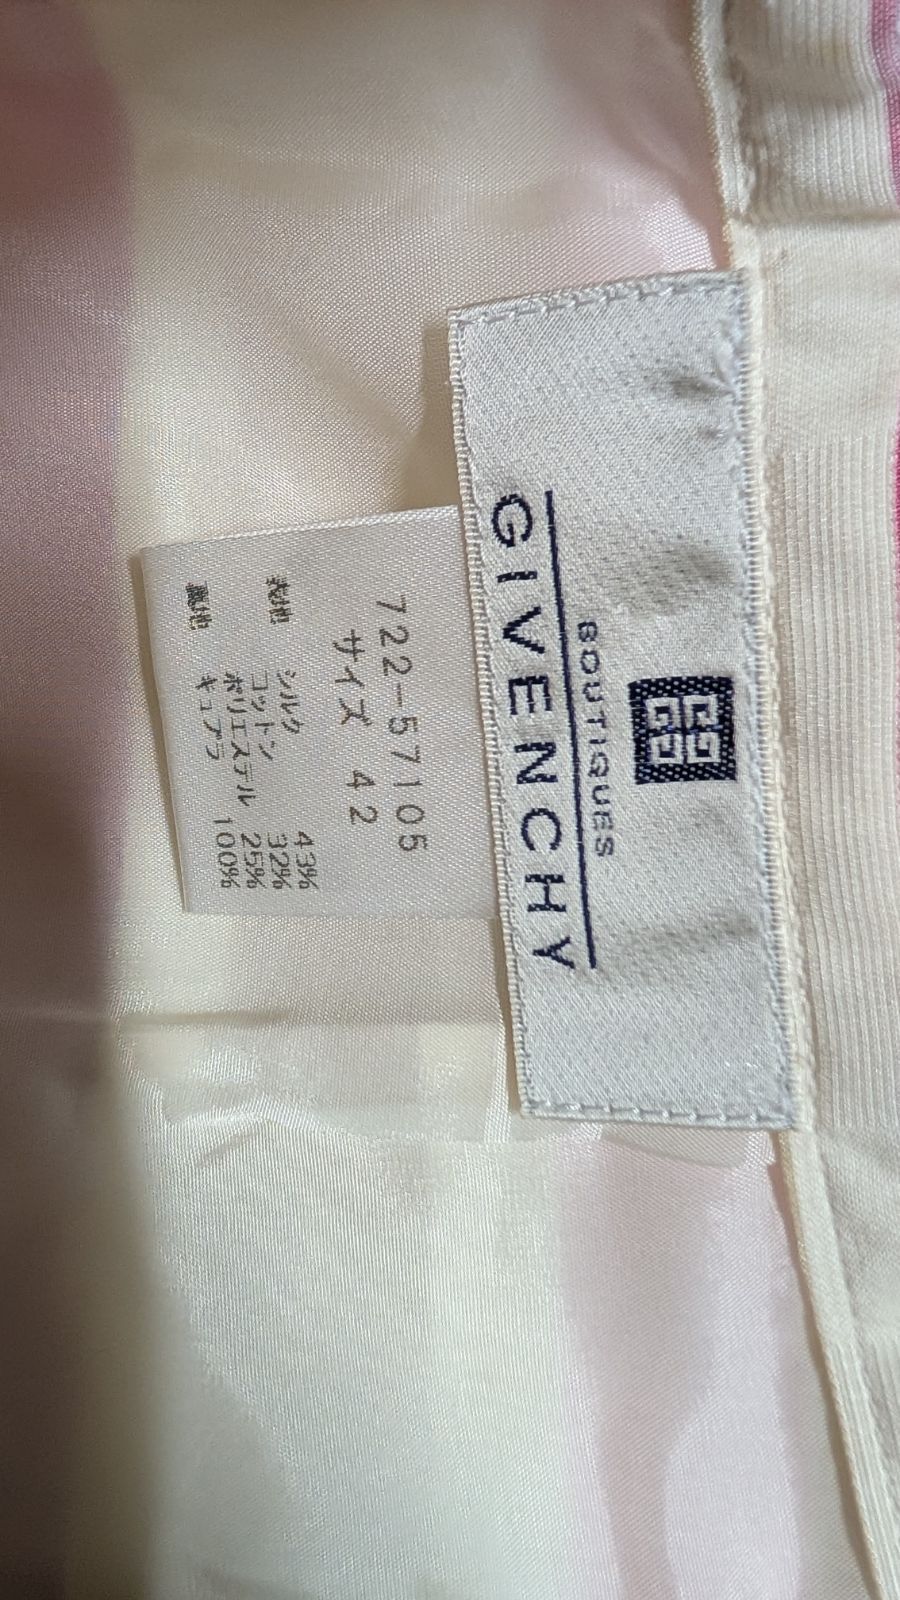 BOUTIQUES
GIVENCHY
722-57105
サイズ 42
表地 シルク 43%
コットン 32%
ポリエステル 25%
裏地 キュプラ 100%